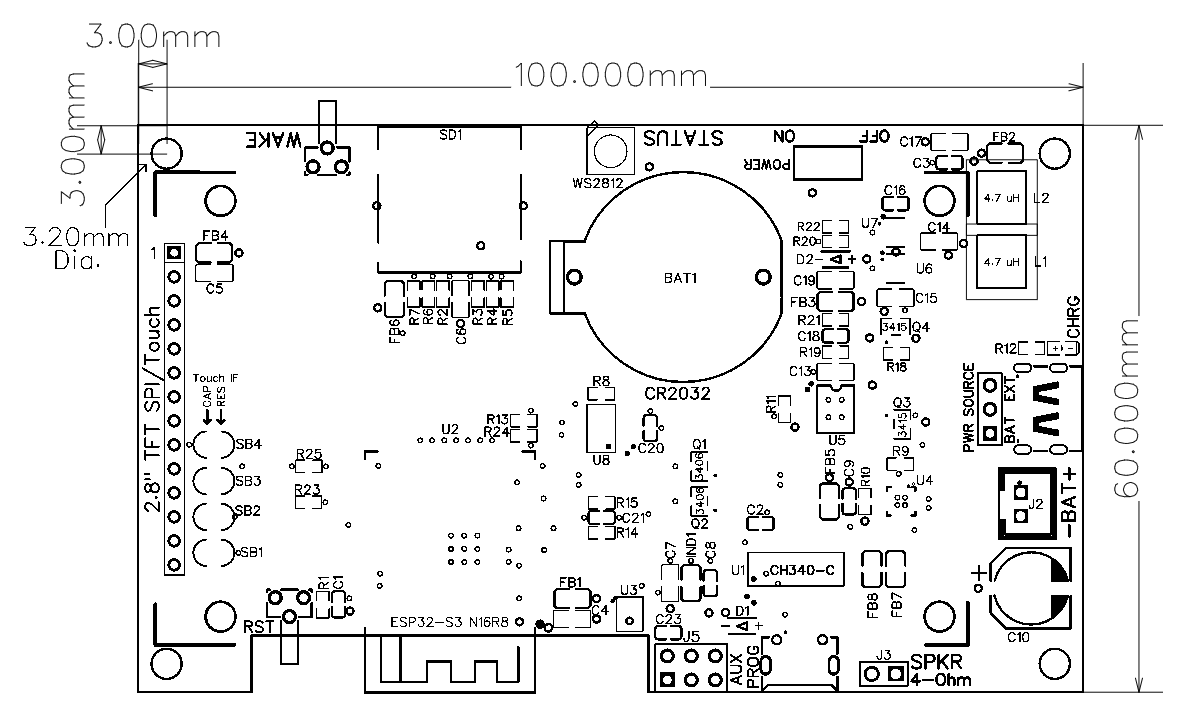 3.00mm
100.000mm
3.00mm
3.20mm
Dia.
60.000mm
WAKE
SD1
STATUS
WS2812
ON
OFF
POWER
C17
FB2
C3
C16
4.7 uH
L2
R22
U7
R20
C14
D2-
+
4.7 uH
L1
U6
FB4
1
C5
BAT1
C19
FB3
C15
FB6
R7
R6
R2
C6
R3
R4
R5
R21
3415
Q4
C18
R19
R18
C13
CHRG
R12
+
-
2.8" TFT SPI/Touch
Touch IF
CAP
RES
R8
CR2032
R11
PWR SOURCE
BAT
EXT
Q3
3415
U5
R13
R24
U2
SB4
U8
C20
Q1
3406
R25
SB3
FB5
C9
R10
R9
U4
-BAT+
J2
R23
SB2
R15
C21
R14
3408
Q2
C2
SB1
C7
IND1
C8
U1
CH340-C
FB8
FB7
+
C10
R1
C1
RST
FB1
C4
U3
ESP32-S3 N16R8
D1
-
+
C23
J5
AUX
PROG
J3
SPKR
4-Ohm